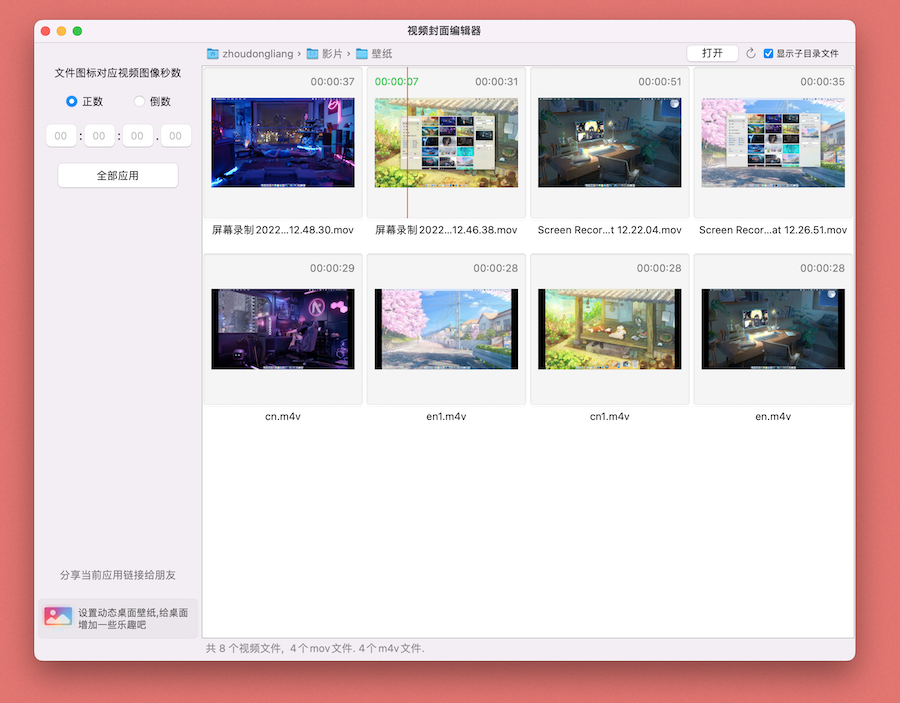 视频封面编辑器
zhoudongliang › 影片 › 壁纸
打开
显示子目录文件
文件图标对应视频图像秒数
正数 倒数
00 : 00 : 00 . 00
全部应用
00:00:37
00:00:07 00:00:31
00:00:51
00:00:35
屏幕录制2022...12.48.30.mov
屏幕录制2022...12.46.38.mov
Screen Recor...t 12.22.04.mov
Screen Recor...at 12.26.51.mov
00:00:29
00:00:28
00:00:28
00:00:28
cn.m4v
en1.m4v
cn1.m4v
en.m4v
分享当前应用链接给朋友
设置动态桌面壁纸,给桌面
增加一些乐趣吧
共 8 个视频文件, 4个mov文件. 4个m4v文件.